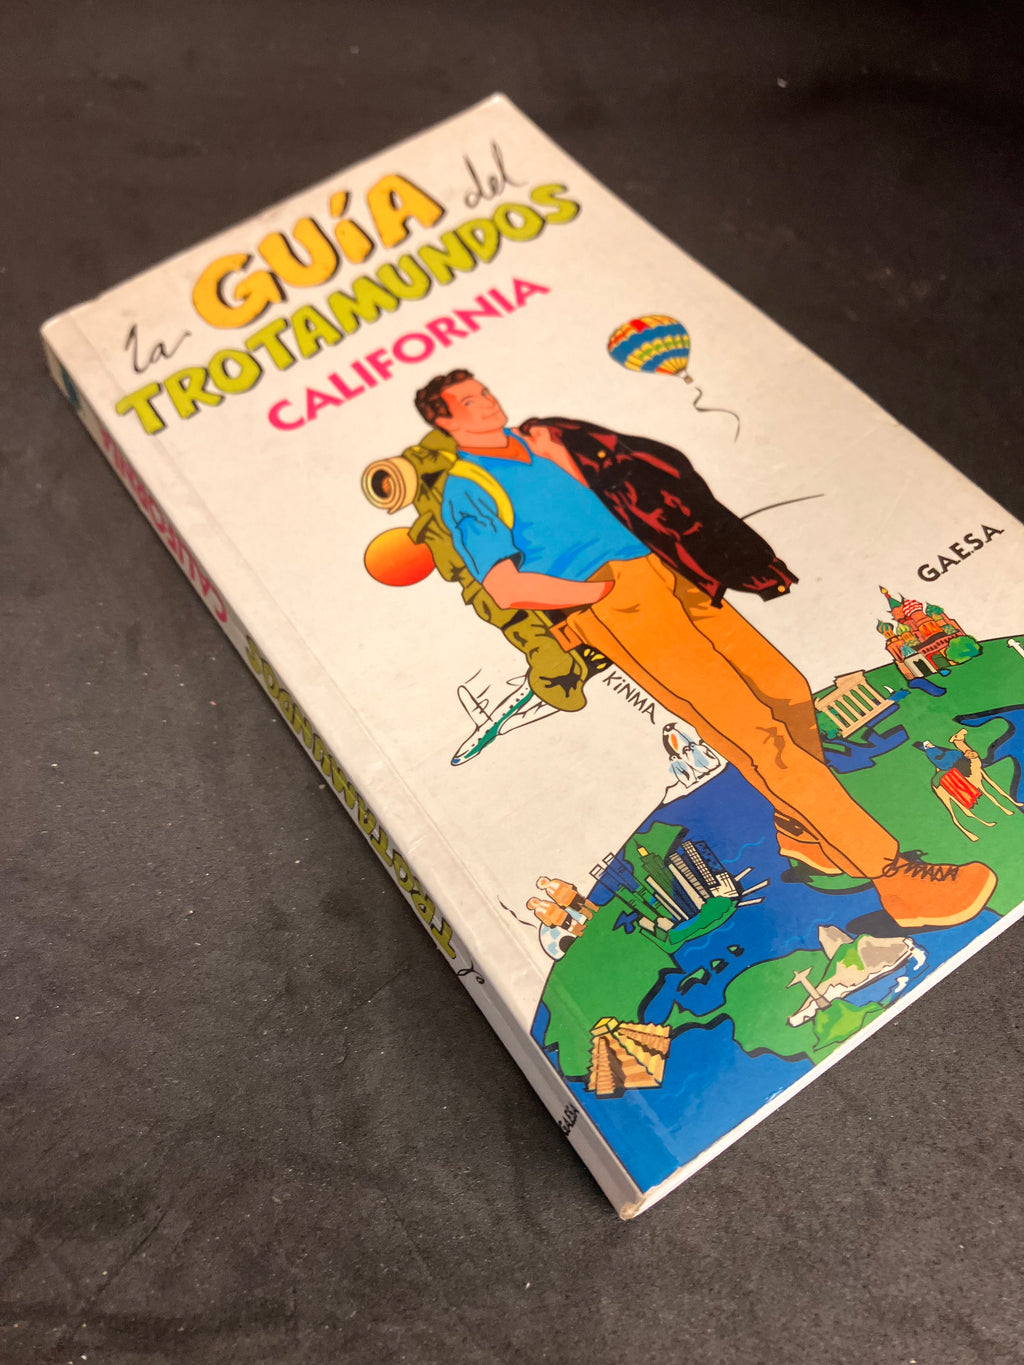 la GUÍA del
TROTAMUNDOS
CALIFORNIA
G.A.E.S.A.
KINMA
CALIFORNIA
TROTAMUNDOS
GAESA